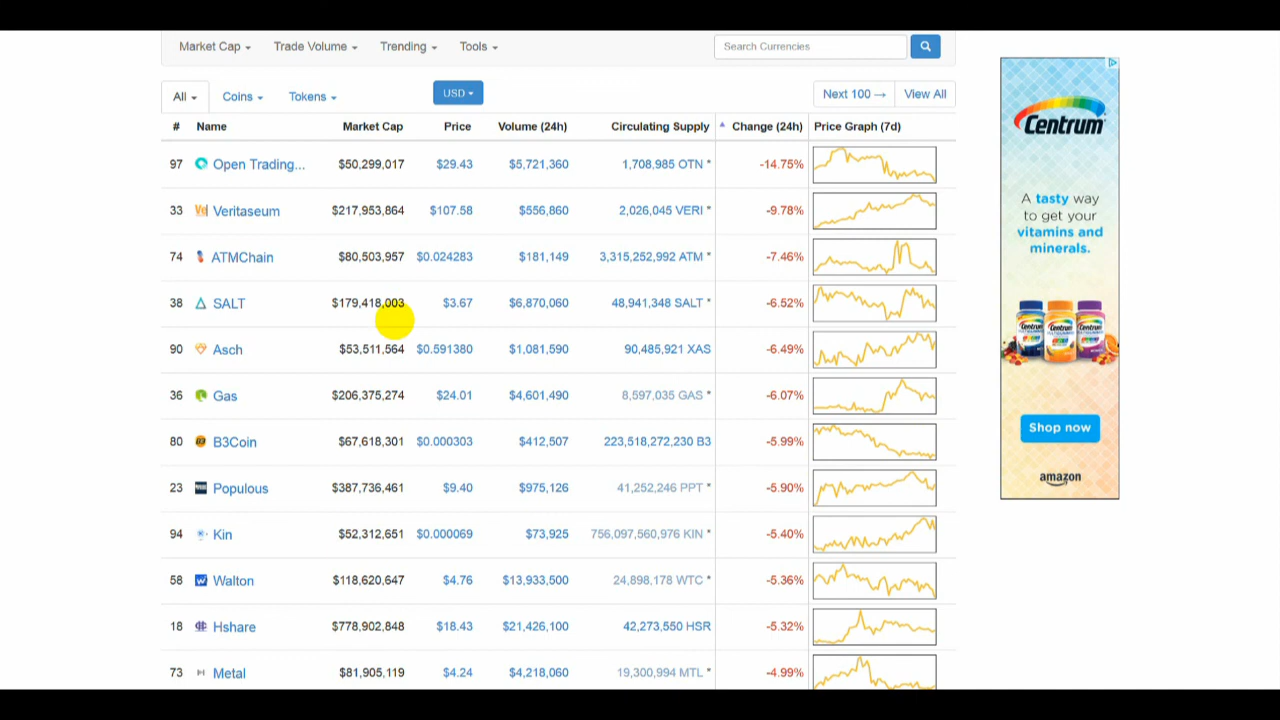 Market Cap Trade Volume Trending Tools Search Currencies
All Coins Tokens USD Next 100 → View All
# Name Market Cap Price Volume (24h) Circulating Supply Change (24h) Price Graph (7d)
97 Open Trading... $50,299,017 $29.43 $5,721,360 1,708,985 OTN * -14.75%
33 Veritaseum $217,953,864 $107.58 $556,860 2,026,045 VERI * -9.78%
74 ATMChain $80,503,957 $0.024283 $181,149 3,315,252,992 ATM * -7.46%
38 SALT $179,418,003 $3.67 $6,870,060 48,941,348 SALT * -6.52%
90 Asch $53,511,564 $0.591380 $1,081,590 90,485,921 XAS -6.49%
36 Gas $206,375,274 $24.01 $4,601,490 8,597,035 GAS * -6.07%
80 B3Coin $67,618,301 $0.000303 $412,507 223,518,272,230 B3 -5.99%
23 Populous $387,736,461 $9.40 $975,126 41,252,246 PPT * -5.90%
94 Kin $52,312,651 $0.000069 $73,925 756,097,560,976 KIN * -5.40%
58 Walton $118,620,647 $4.76 $13,933,500 24,898,178 WTC * -5.36%
18 Hshare $778,902,848 $18.43 $21,426,100 42,273,550 HSR -5.32%
73 Metal $81,905,119 $4.24 $4,218,060 19,300,994 MTL * -4.99%
Centrum
A tasty way
to get your
vitamins and
minerals.
Centrum Centrum Centrum
Shop now
amazon